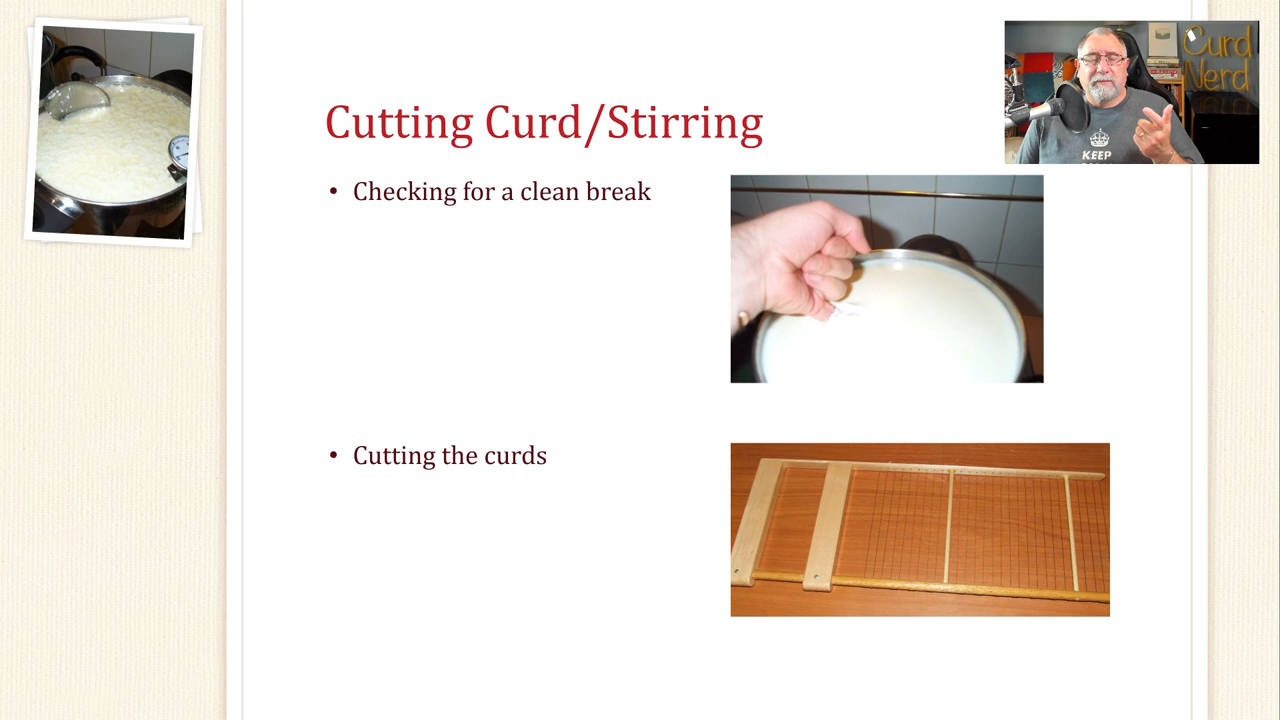 Cutting Curd/Stirring
• Checking for a clean break
• Cutting the curds
Curd
Nerd
KEEP